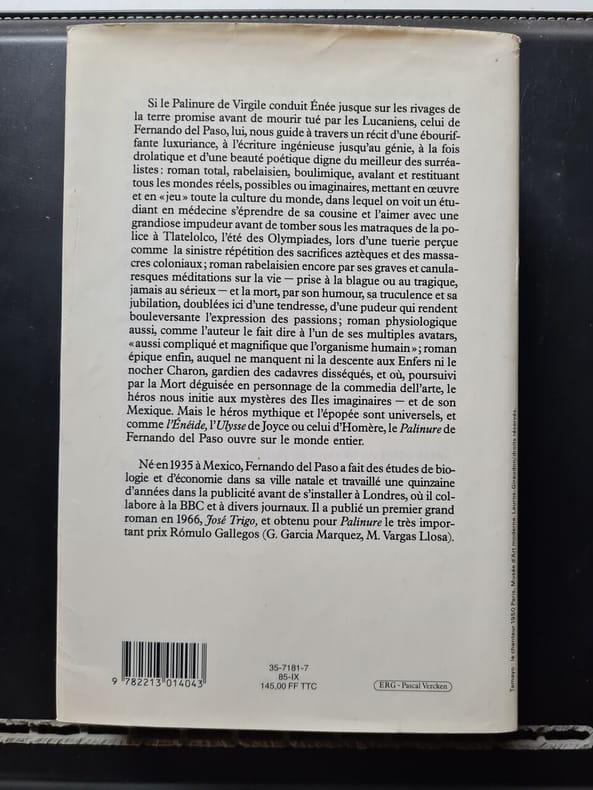 Si le Palinure de Virgile conduit Énée jusque sur les rivages de
la terre promise avant de mourir tué par les Lucaniens, celui de
Fernando del Paso, lui, nous guide à travers un récit d'une ébourif-
fante luxuriance, à l'écriture ingénieuse jusqu'au génie, à la fois
drolatique et d'une beauté poétique digne du meilleur des surréa-
listes : roman total, rabelaisien, boulimique, avalant et restituant
tous les mondes réels, possibles ou imaginaires, mettant en œuvre
et en « jeu » toute la culture du monde, dans lequel on voit un étu-
diant en médecine s'éprendre de sa cousine et l'aimer avec une
grandiose impudeur avant de tomber sous les matraques de la po-
lice à Tlatelolco, l'été des Olympiades, lors d'une tuerie perçue
comme la sinistre répétition des sacrifices aztèques et des massa-
cres coloniaux ; roman rabelaisien encore par ses graves et canula-
resques méditations sur la vie — prise à la blague ou au tragique,
jamais au sérieux — et la mort, par son humour, sa truculence et sa
jubilation, doublées ici d'une tendresse, d'une pudeur qui rendent
bouleversante l'expression des passions ; roman physiologique
aussi, comme l'auteur le fait dire à l'un de ses multiples avatars,
« aussi compliqué et magnifique que l'organisme humain » ; roman
épique enfin, auquel ne manquent ni la descente aux Enfers ni le
nocher Charon, gardien des cadavres disséqués, et où, poursuivi
par la Mort déguisée en personnage de la commedia dell'arte, le
héros nous initie aux mystères des Iles imaginaires — et de son
Mexique. Mais le héros mythique et l'épopée sont universels, et
comme l'Énéide, l'Ulysse de Joyce ou celui d'Homère, le Palinure de
Fernando del Paso ouvre sur le monde entier.
Né en 1935 à Mexico, Fernando del Paso a fait des études de bio-
logie et d'économie dans sa ville natale et travaillé une quinzaine
d'années dans la publicité avant de s'installer à Londres, où il col-
labore à la BBC et à divers journaux. Il a publié un premier grand
roman en 1966, José Trigo, et obtenu pour Palinure le très impor-
tant prix Rómulo Gallegos (G. Garcia Marquez, M. Vargas Llosa).
9 782213 014043
35-7181-7
85-IX
145,00 FF TTC
ERG - Pascal Vercken
Tamayo : le chanteur 1950 Paris, Musée d'Art moderne. Lauros-Giraudon/droits réservés.